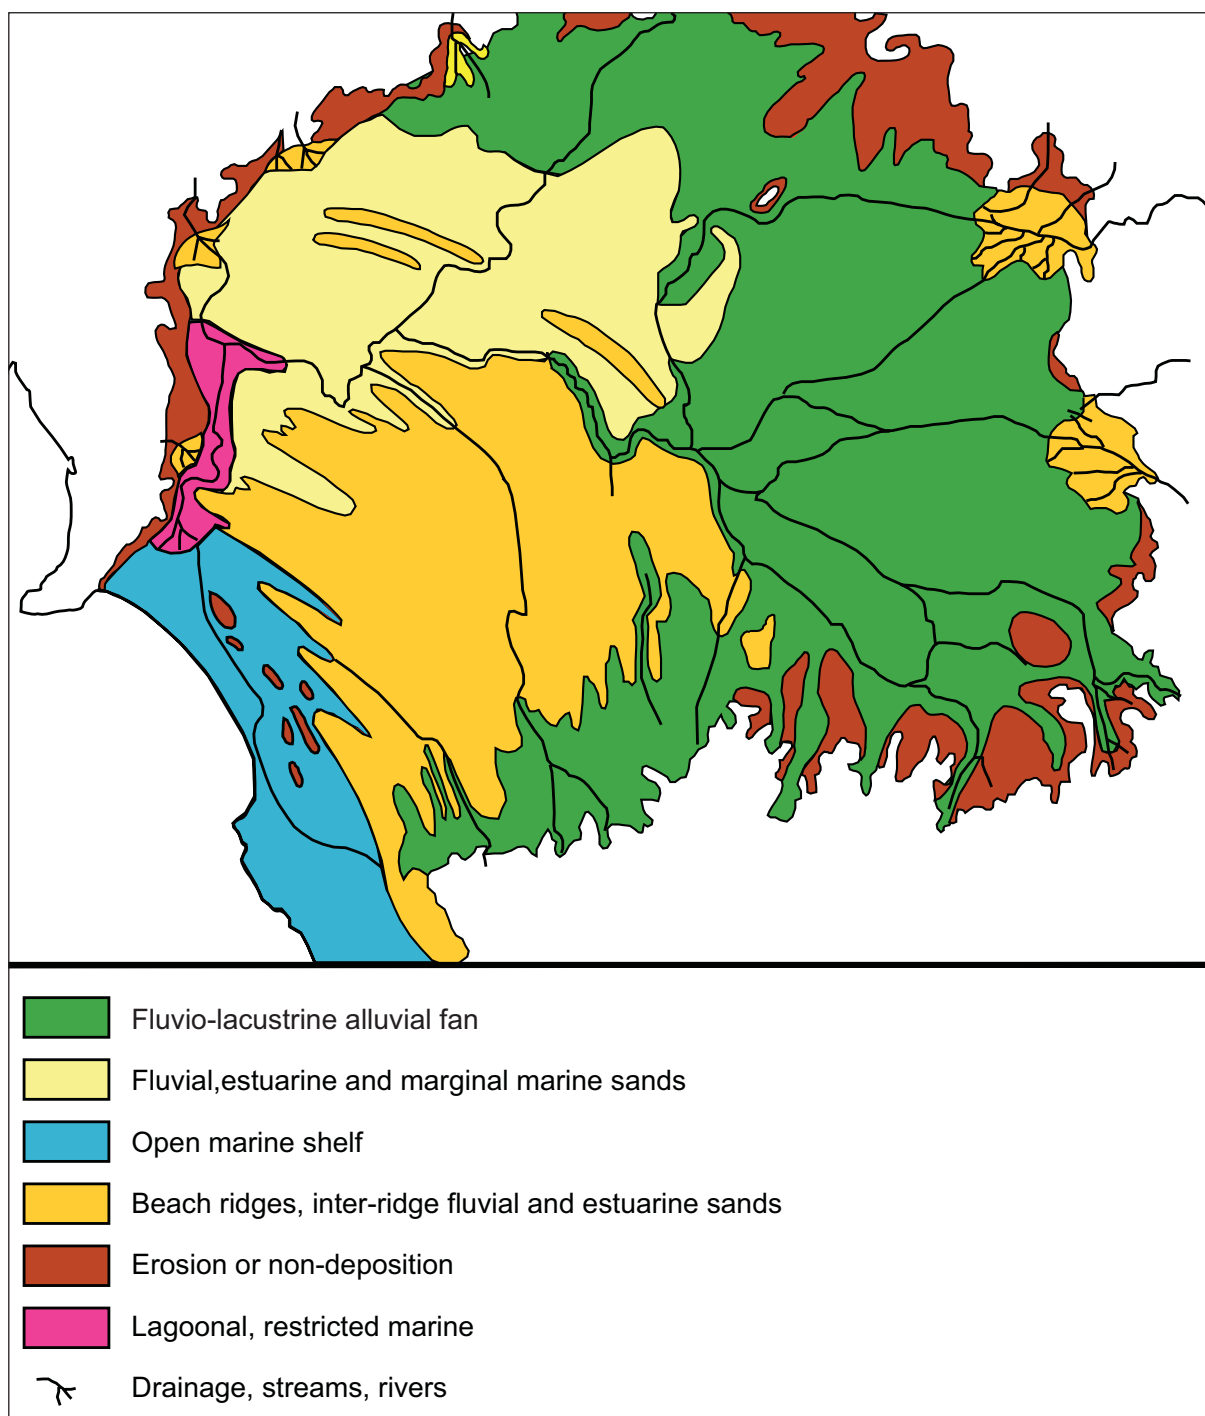 Fluvio-lacustrine alluvial fan
Fluvial,estuarine and marginal marine sands
Open marine shelf
Beach ridges, inter-ridge fluvial and estuarine sands
Erosion or non-deposition
Lagoonal, restricted marine
Drainage, streams, rivers